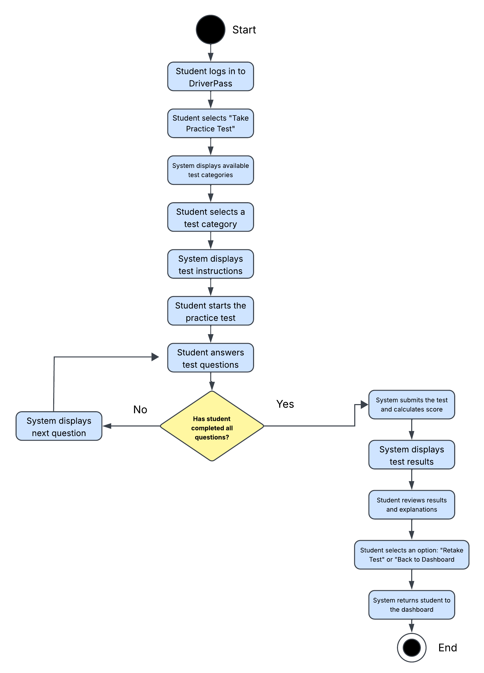 Start
Student logs in to
DriverPass
Student selects "Take
Practice Test"
System displays available
test categories
Student selects a
test category
System displays
test instructions
Student starts the
practice test
Student answers
test questions
No
Has student
completed all
questions?
Yes
System displays
next question
System submits the test
and calculates score
System displays
test results
Student reviews results
and explanations
Student selects an option: "Retake
Test" or "Back to Dashboard
System returns student to
the dashboard
End